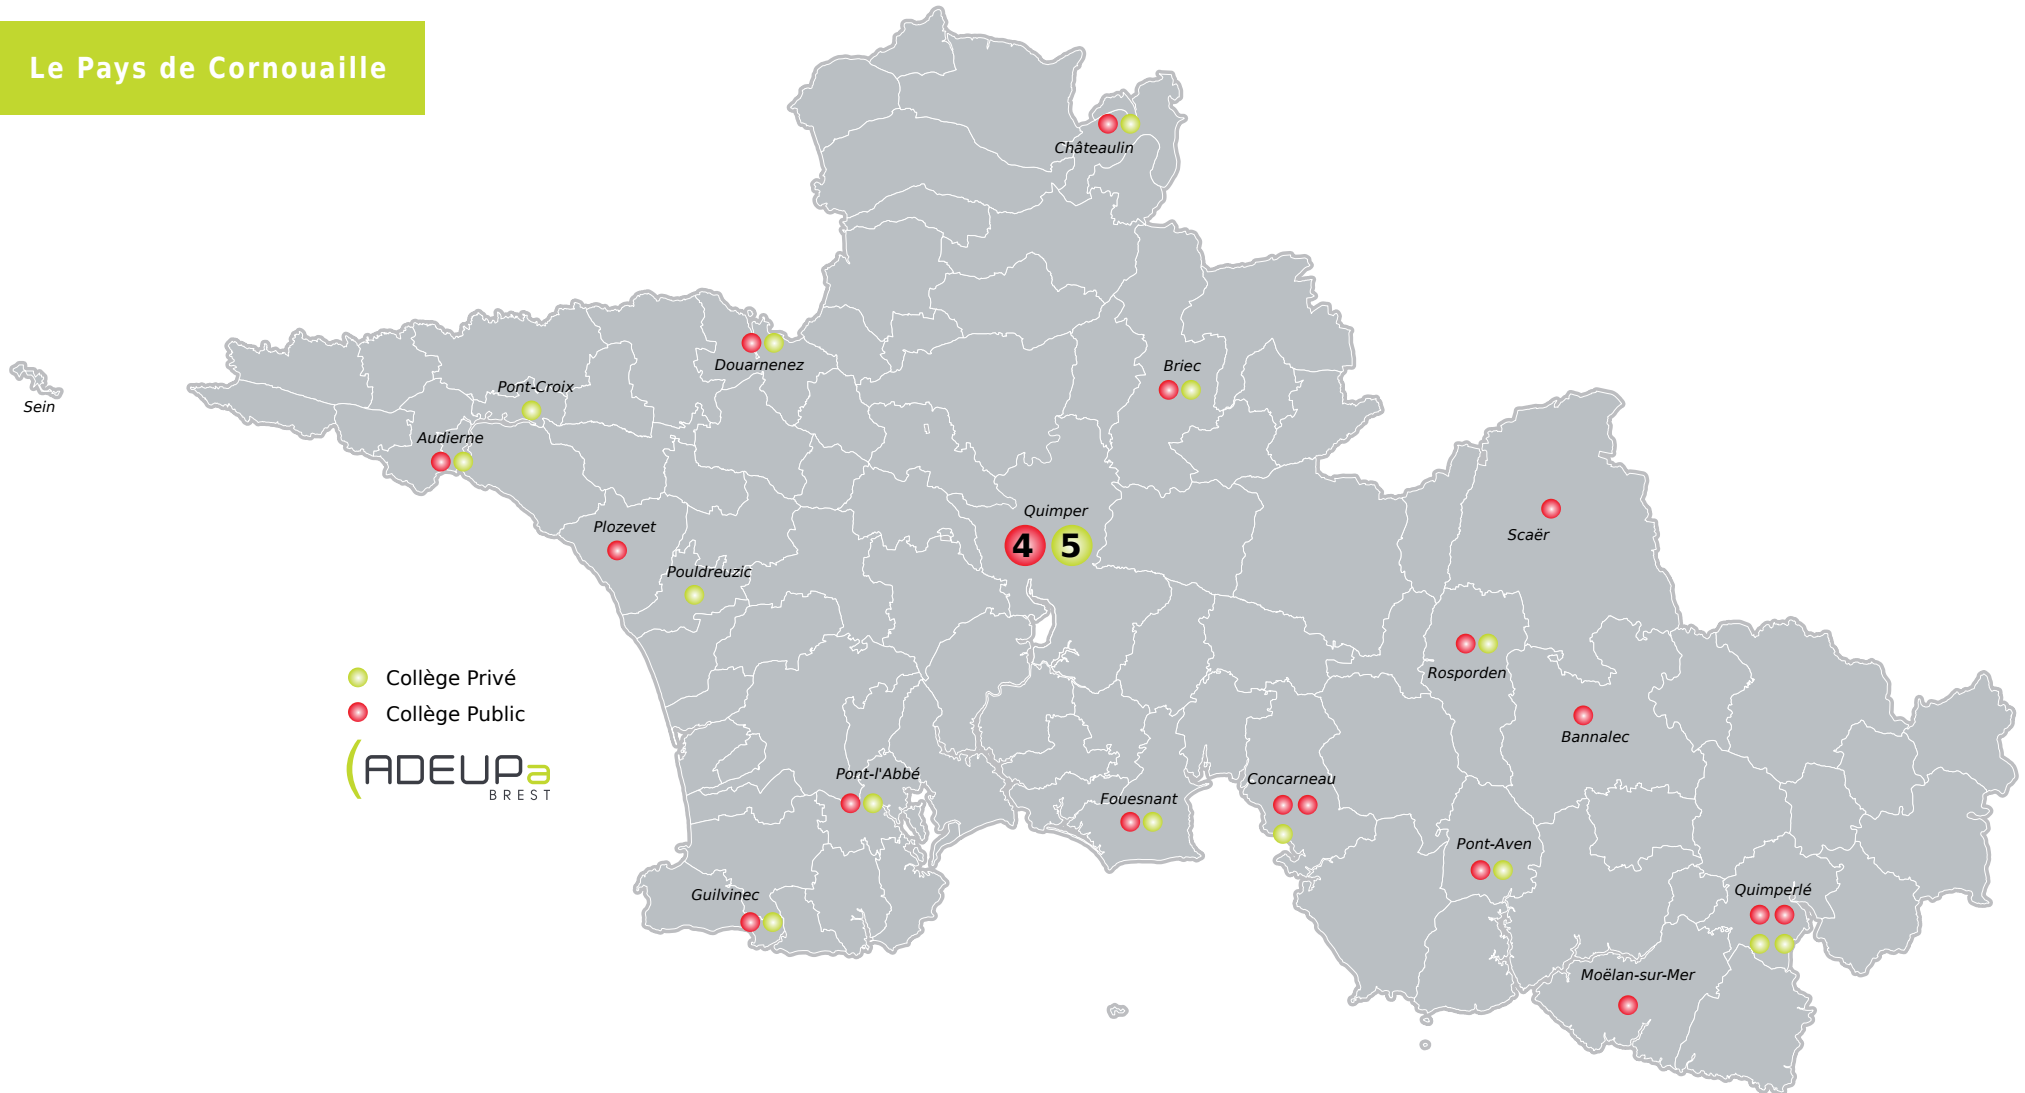 Le Pays de Cornouaille
Châteaulin
Douarnenez
Briec
Pont-Croix
Sein
Audierne
Quimper
4 5
Plozevet
Scaër
Pouldreuzic
Rosporden
Collège Privé
Collège Public
ADEUPa
BREST
Bannalec
Pont-l'Abbé
Concarneau
Fouesnant
Pont-Aven
Guilvinec
Quimperlé
Moëlan-sur-Mer